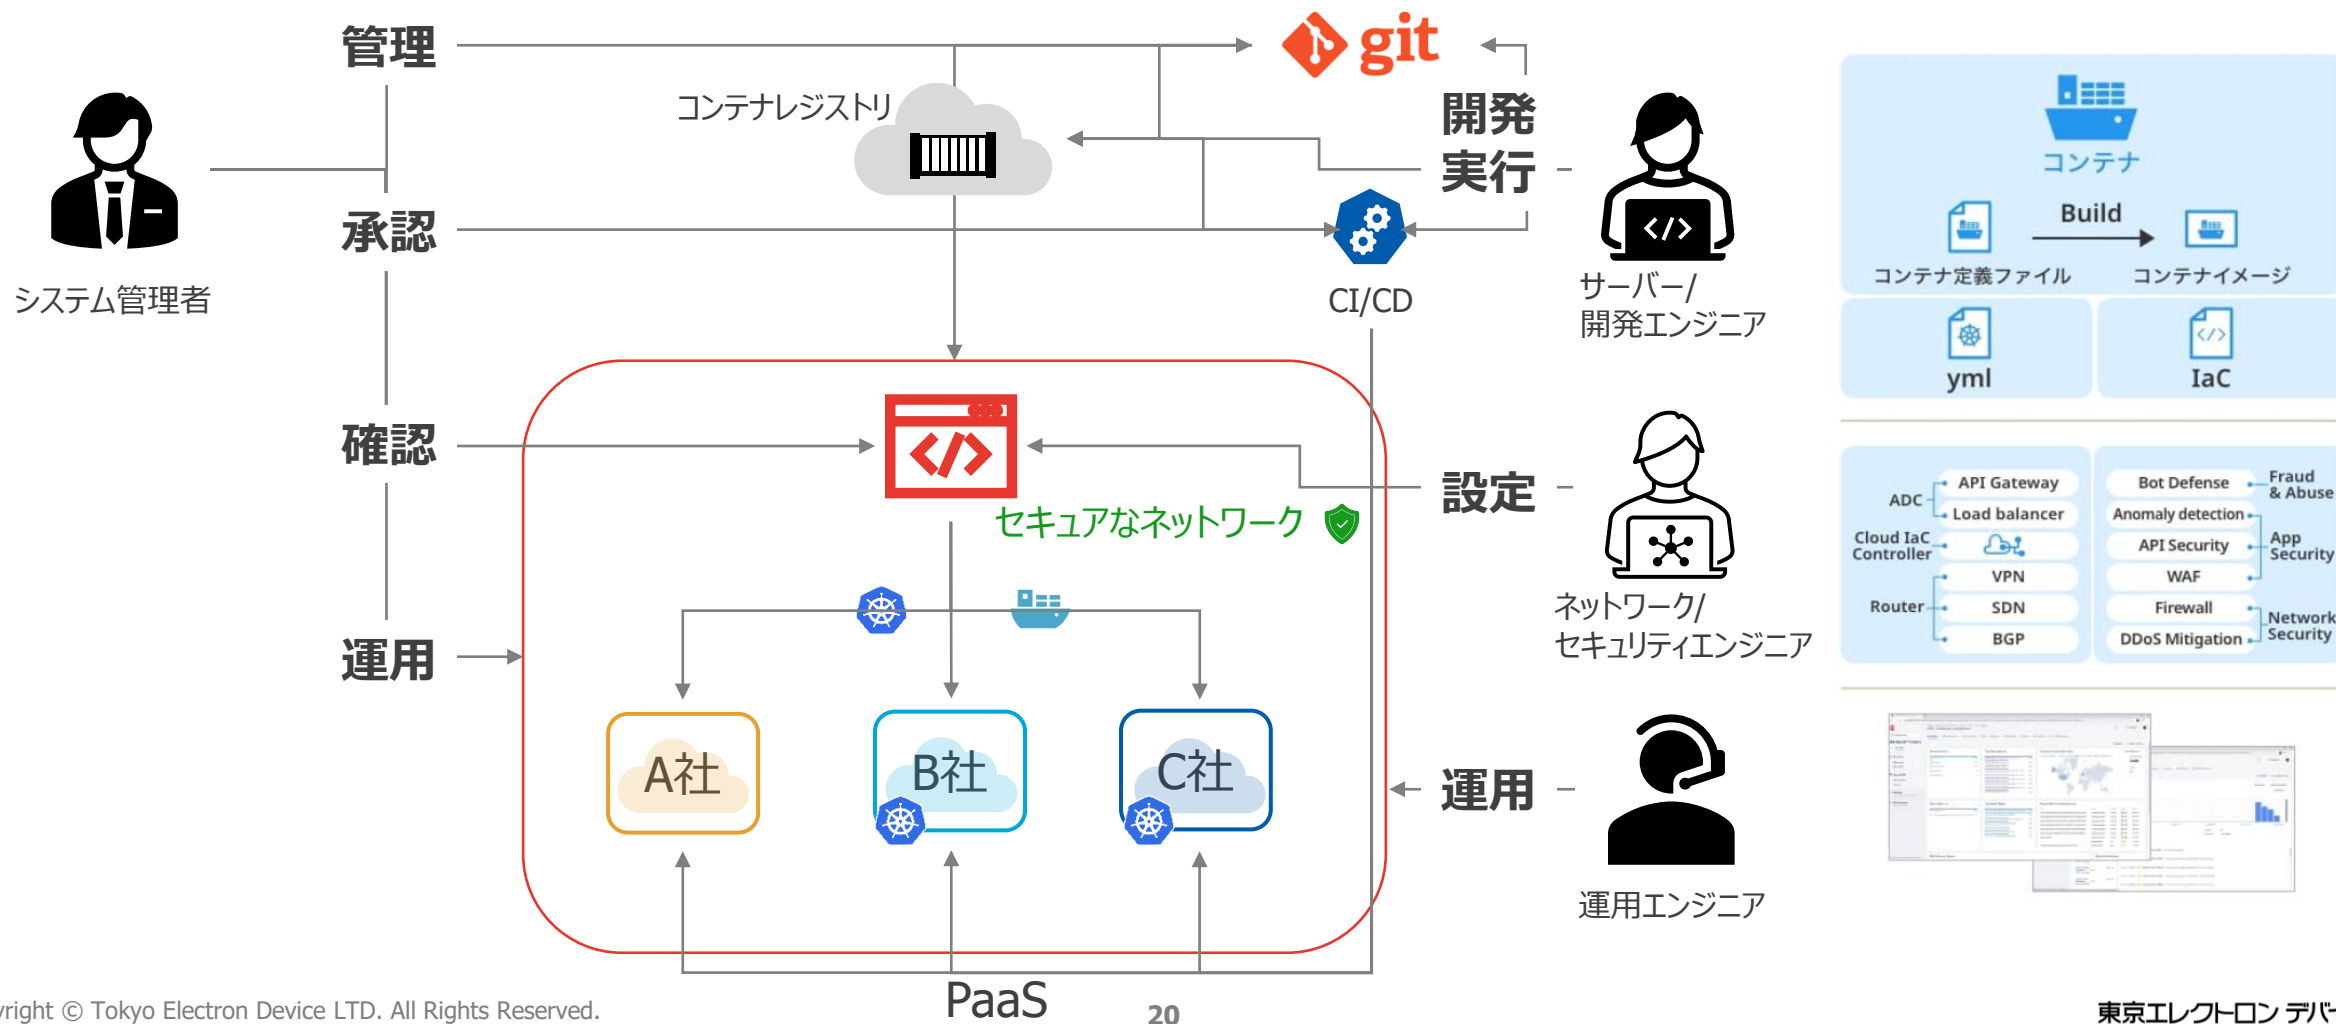 管理
git
コンテナレジストリ
開発
実行
承認
システム管理者
CI/CD
サーバー/
開発エンジニア
確認
設定
セキュアなネットワーク
ネットワーク/
セキュリティエンジニア
運用
A社
B社
C社
運用
運用エンジニア
PaaS
コンテナ
Build
コンテナ定義ファイル
コンテナイメージ
yml
IaC
ADC
API Gateway
Load balancer
Cloud IaC
Controller
VPN
Router
SDN
BGP
Bot Defense
Fraud
& Abuse
Anomaly detection
API Security
App
Security
WAF
Firewall
Network
Security
DDoS Mitigation
yright © Tokyo Electron Device LTD. All Rights Reserved.
20
東京エレクトロン デバイ